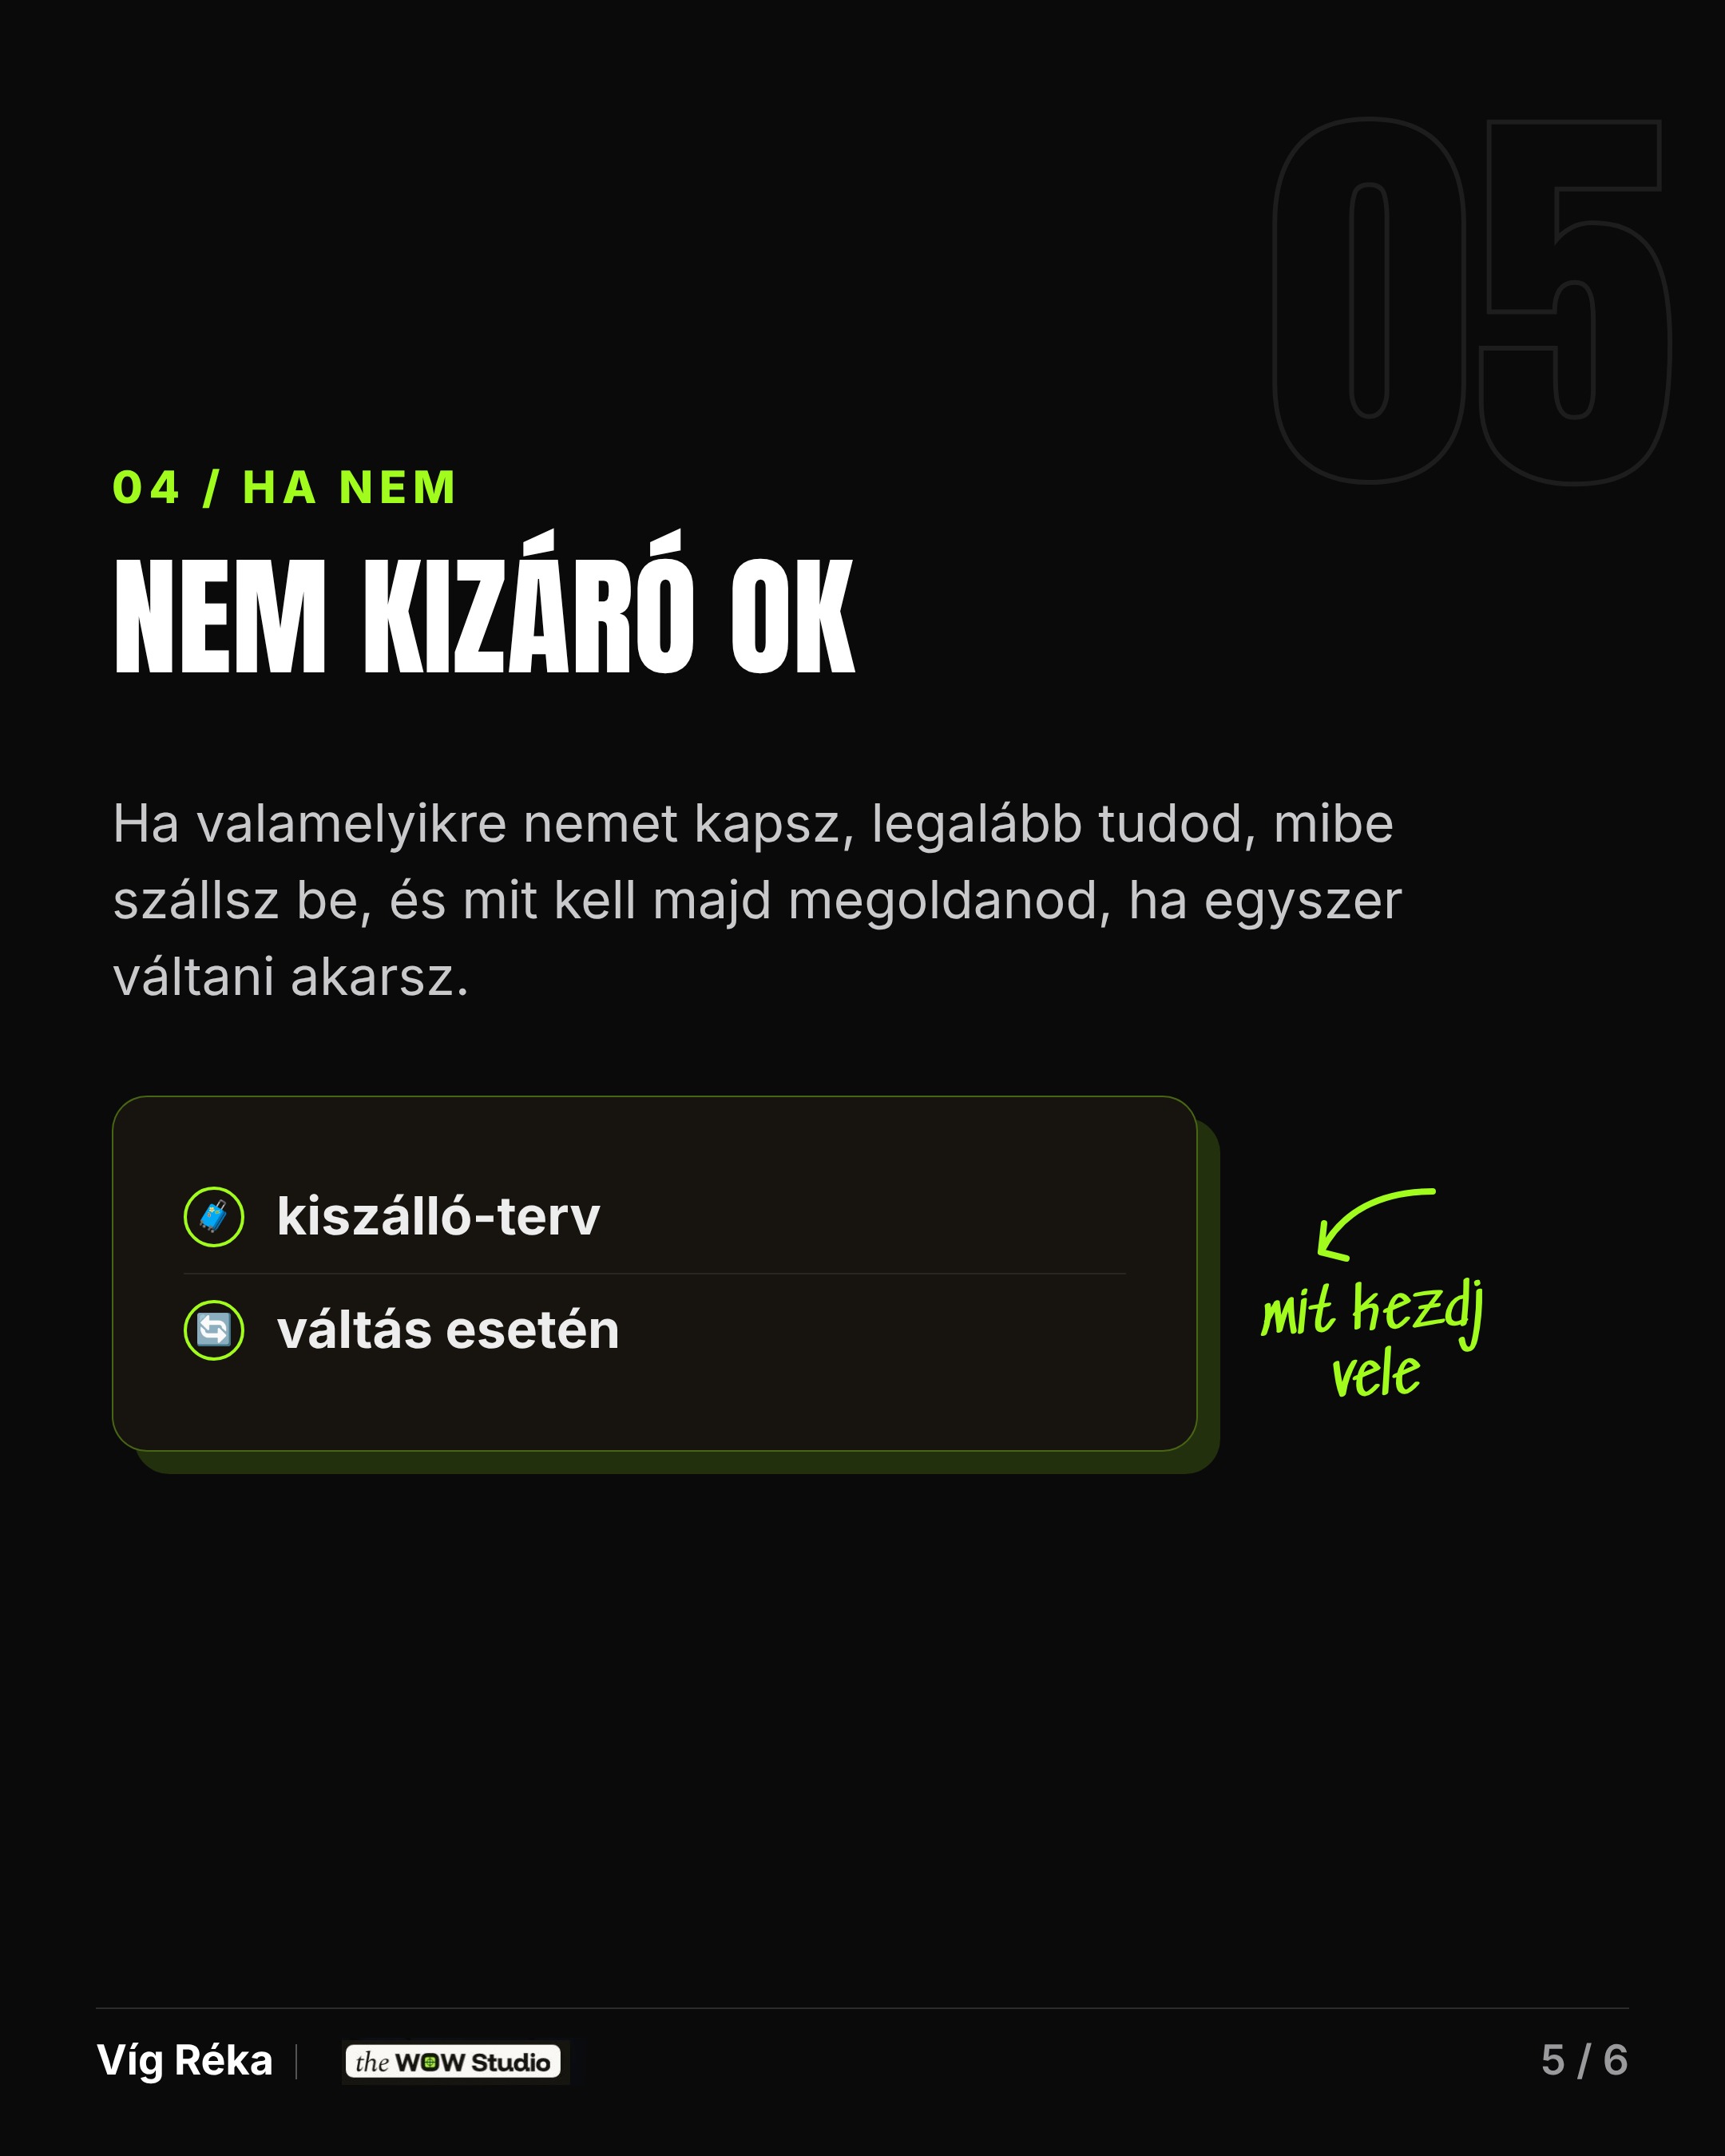 05
04 / HA NEM
NEM KIZÁRÓ OK
Ha valamelyikre nemet kapsz, legalább tudod, mibe
szállsz be, és mit kell majd megoldanod, ha egyszer
váltani akarsz.
kiszálló-terv
váltás esetén
mit kezdj
vele
Víg Réka
the WOW Studio
5 / 6